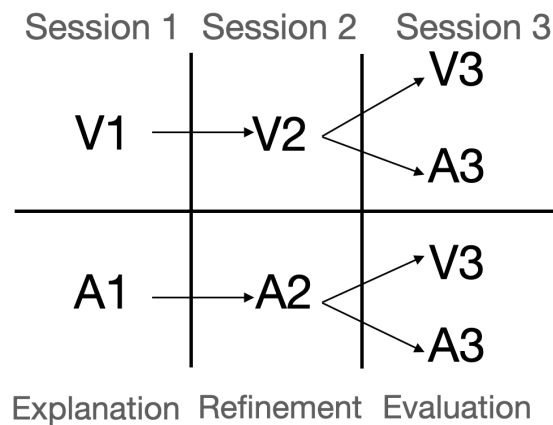 Session 1 Session 2 Session 3
V3
V1 V2
A3
V3
A1 A2
A3
Explanation Refinement Evaluation